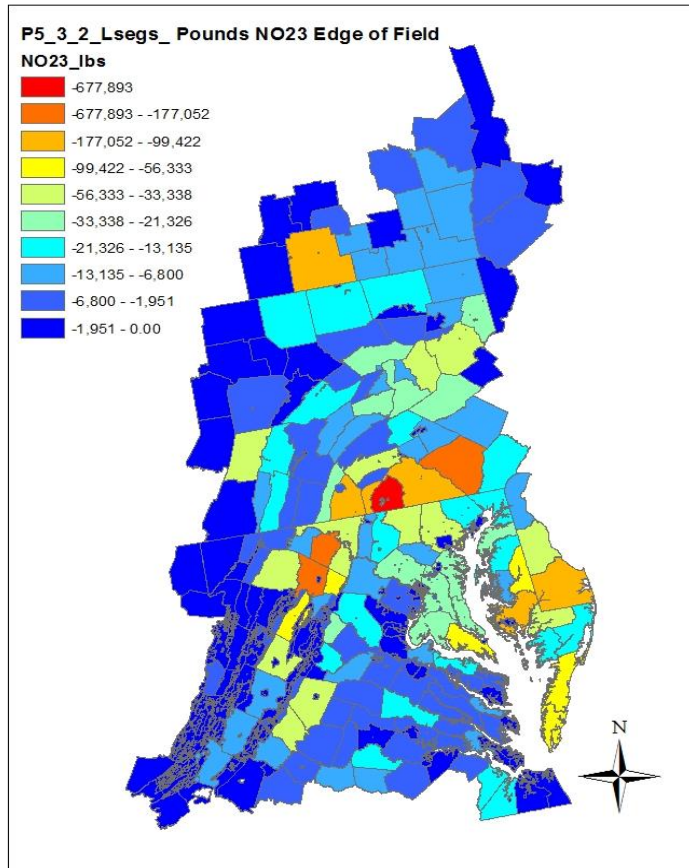 P5_3_2_Lsegs_ Pounds NO23 Edge of Field
NO23_lbs
-677,893
-677,893 - -177,052
-177,052 - -99,422
-99,422 - -56,333
-56,333 - -33,338
-33,338 - -21,326
-21,326 - -13,135
-13,135 - -6,800
-6,800 - -1,951
-1,951 - 0.00
N